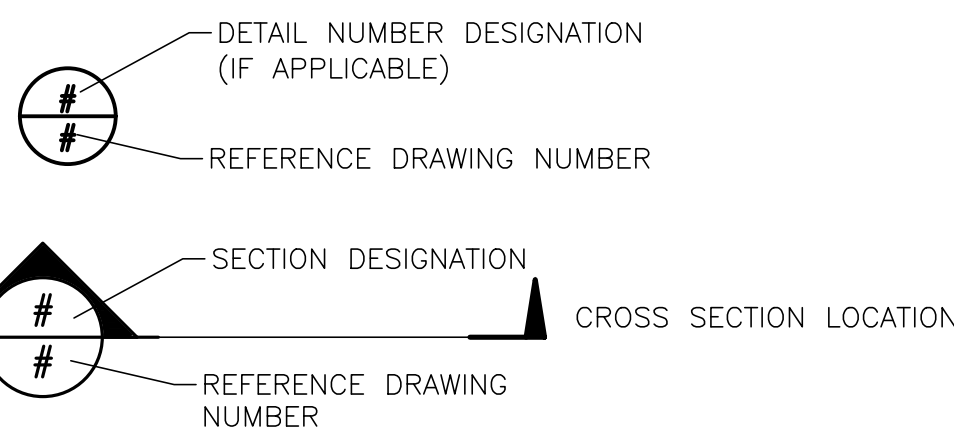 DETAIL NUMBER DESIGNATION
(IF APPLICABLE)
#
#
REFERENCE DRAWING NUMBER
SECTION DESIGNATION
#
CROSS SECTION LOCATION
#
REFERENCE DRAWING
NUMBER